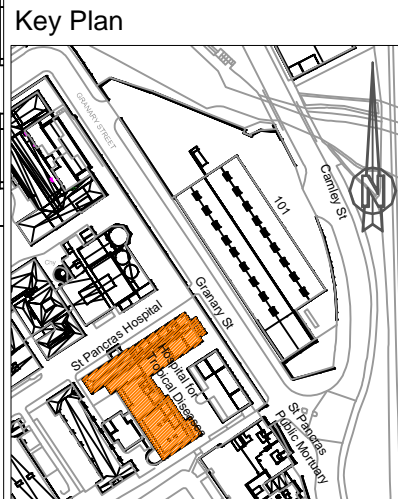 Key Plan
GRANARY STREET
Camley St
101
Chy
Granary St
St Pancras Hospital
Hospital for
Tropical Diseases
St Pancras
Public Mortuary
N